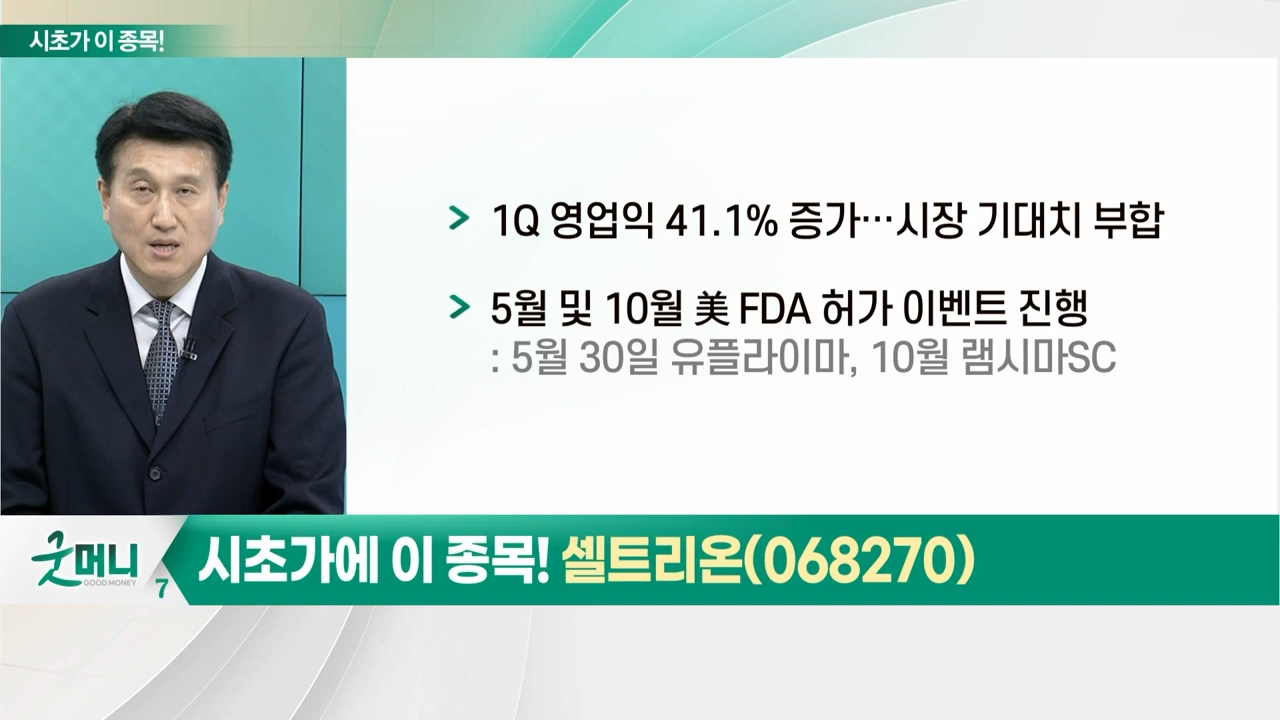 시초가 이 종목!
> 1Q 영업익 41.1% 증가…시장 기대치 부합
> 5월 및 10월 美 FDA 허가 이벤트 진행
: 5월 30일 유플라이마, 10월 램시마SC
굿머니
GOOD MONEY
7
시초가에 이 종목! 셀트리온(068270)